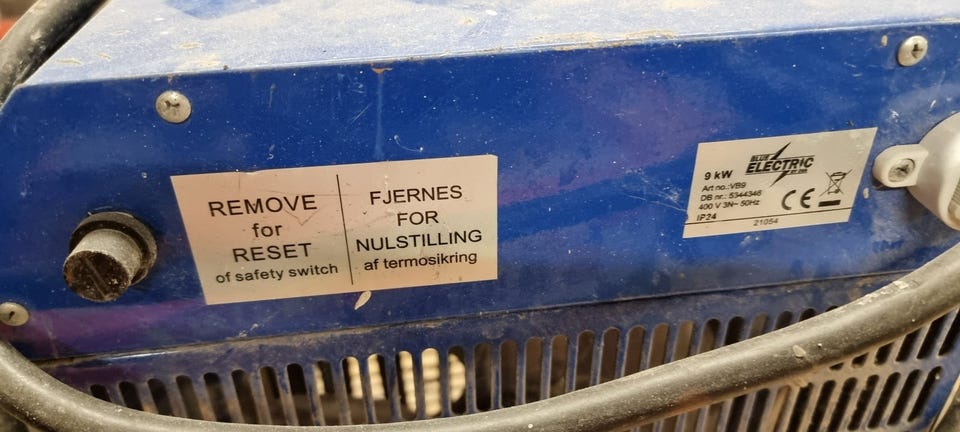 REMOVE
for
RESET
of safety switch
FJERNES
FOR
NULSTILLING
af termosikring
BLUE
ELECTRIC
9 kW
Art no.:VB9
DB nr.: 5344346
400 V 3N~ 50Hz
IP24
21054
CE